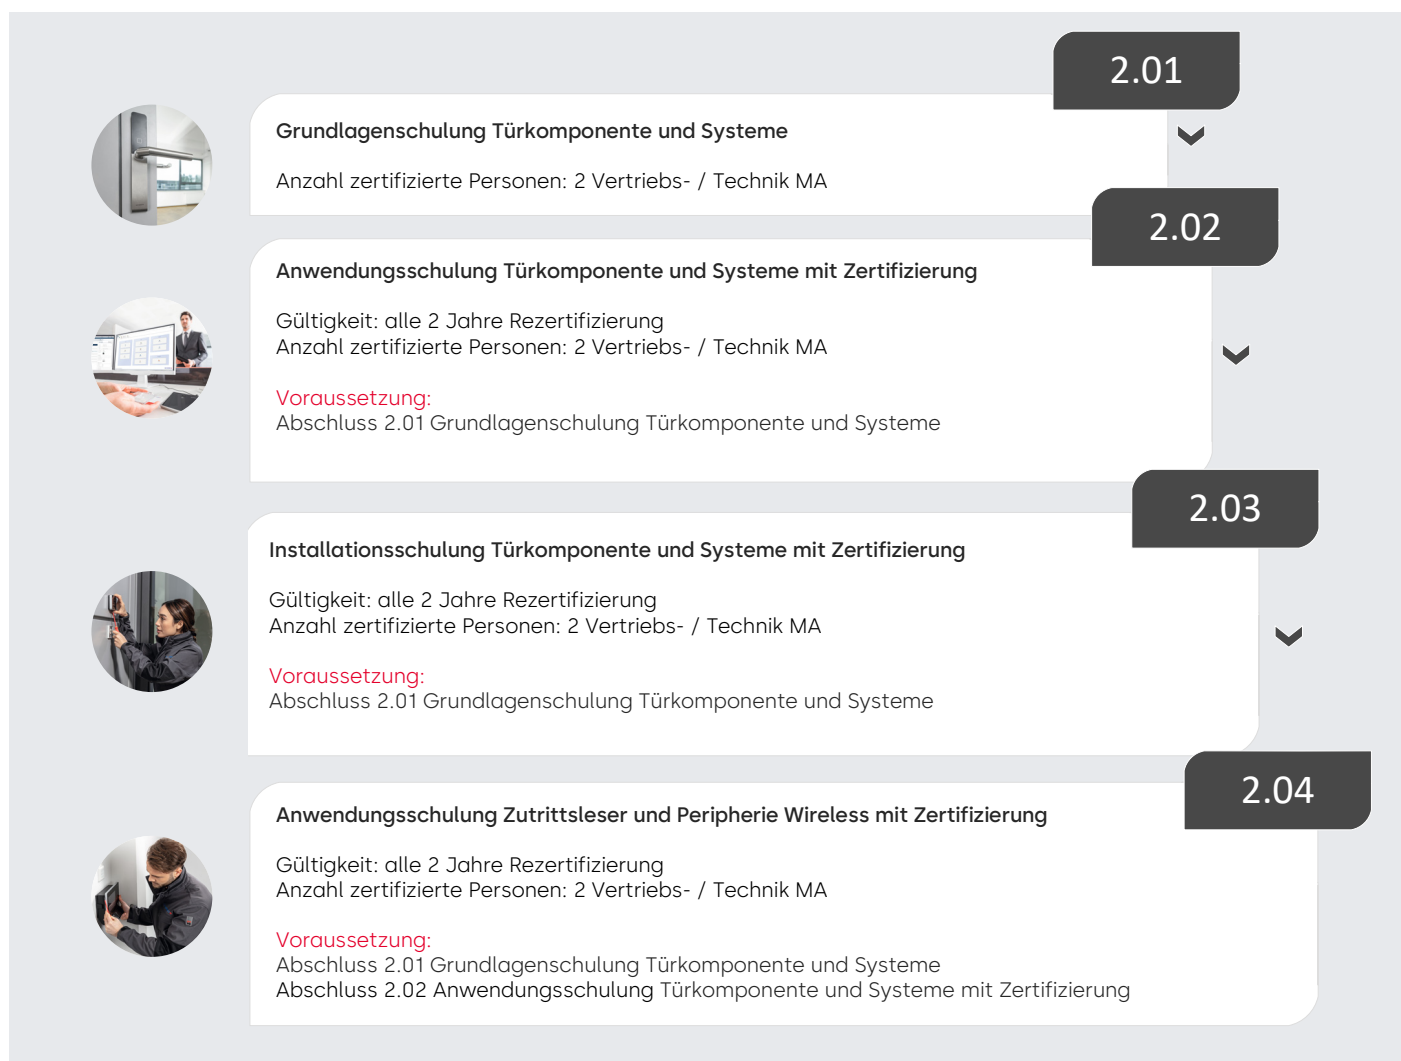 2.01
Grundlagenschulung Türkomponente und Systeme
Anzahl zertifizierte Personen: 2 Vertriebs- / Technik MA
2.02
Anwendungsschulung Türkomponente und Systeme mit Zertifizierung
Gültigkeit: alle 2 Jahre Rezertifizierung
Anzahl zertifizierte Personen: 2 Vertriebs- / Technik MA
Voraussetzung:
Abschluss 2.01 Grundlagenschulung Türkomponente und Systeme
2.03
Installationsschulung Türkomponente und Systeme mit Zertifizierung
Gültigkeit: alle 2 Jahre Rezertifizierung
Anzahl zertifizierte Personen: 2 Vertriebs- / Technik MA
Voraussetzung:
Abschluss 2.01 Grundlagenschulung Türkomponente und Systeme
2.04
Anwendungsschulung Zutrittsleser und Peripherie Wireless mit Zertifizierung
Gültigkeit: alle 2 Jahre Rezertifizierung
Anzahl zertifizierte Personen: 2 Vertriebs- / Technik MA
Voraussetzung:
Abschluss 2.01 Grundlagenschulung Türkomponente und Systeme
Abschluss 2.02 Anwendungsschulung Türkomponente und Systeme mit Zertifizierung